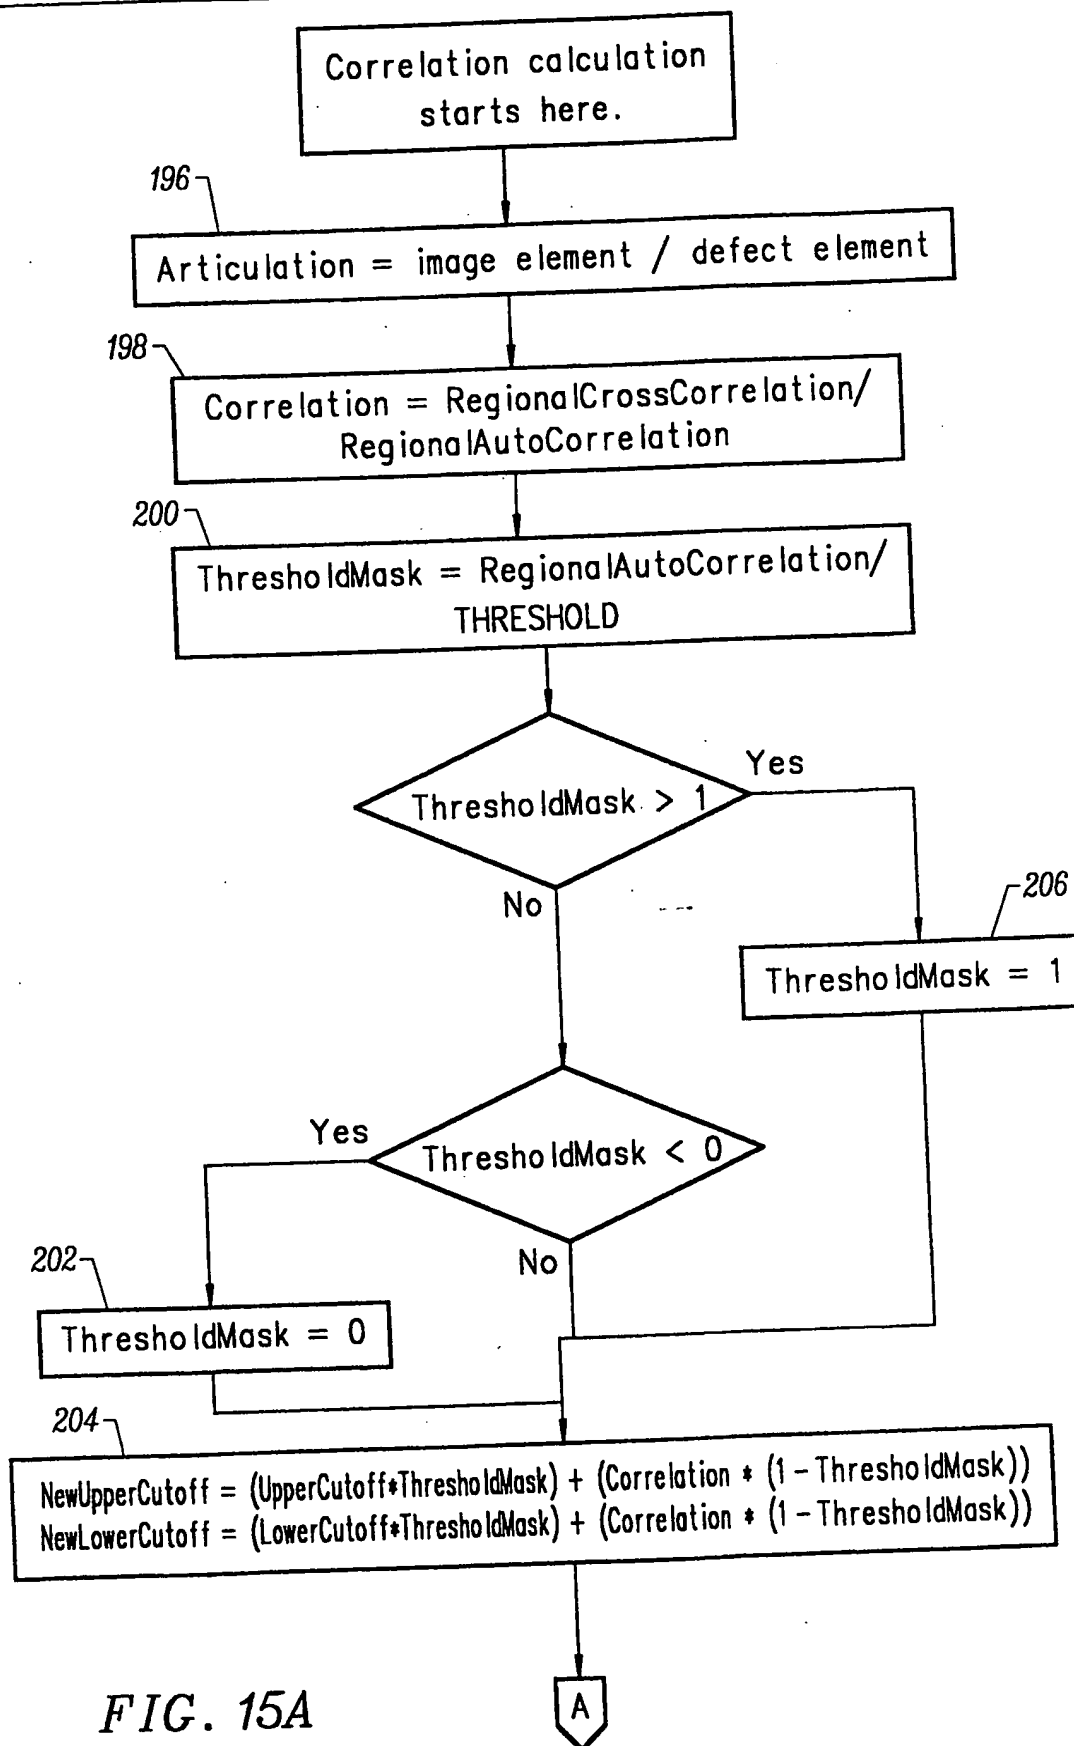 Correlation calculation
starts here.
196
Articulation = image element / defect element
198
Correlation = RegionalCrossCorrelation/
RegionalAutoCorrelation
200
ThresholdMask = RegionalAutoCorrelation/
THRESHOLD
ThresholdMask > 1
Yes
No
206
ThresholdMask = 1
ThresholdMask < 0
Yes
No
202
ThresholdMask = 0
204
NewUpperCutoff = (UpperCutoff*ThresholdMask) + (Correlation * (1 - ThresholdMask))
NewLowerCutoff = (LowerCutoff*ThresholdMask) + (Correlation * (1 - ThresholdMask))
A
FIG. 15A